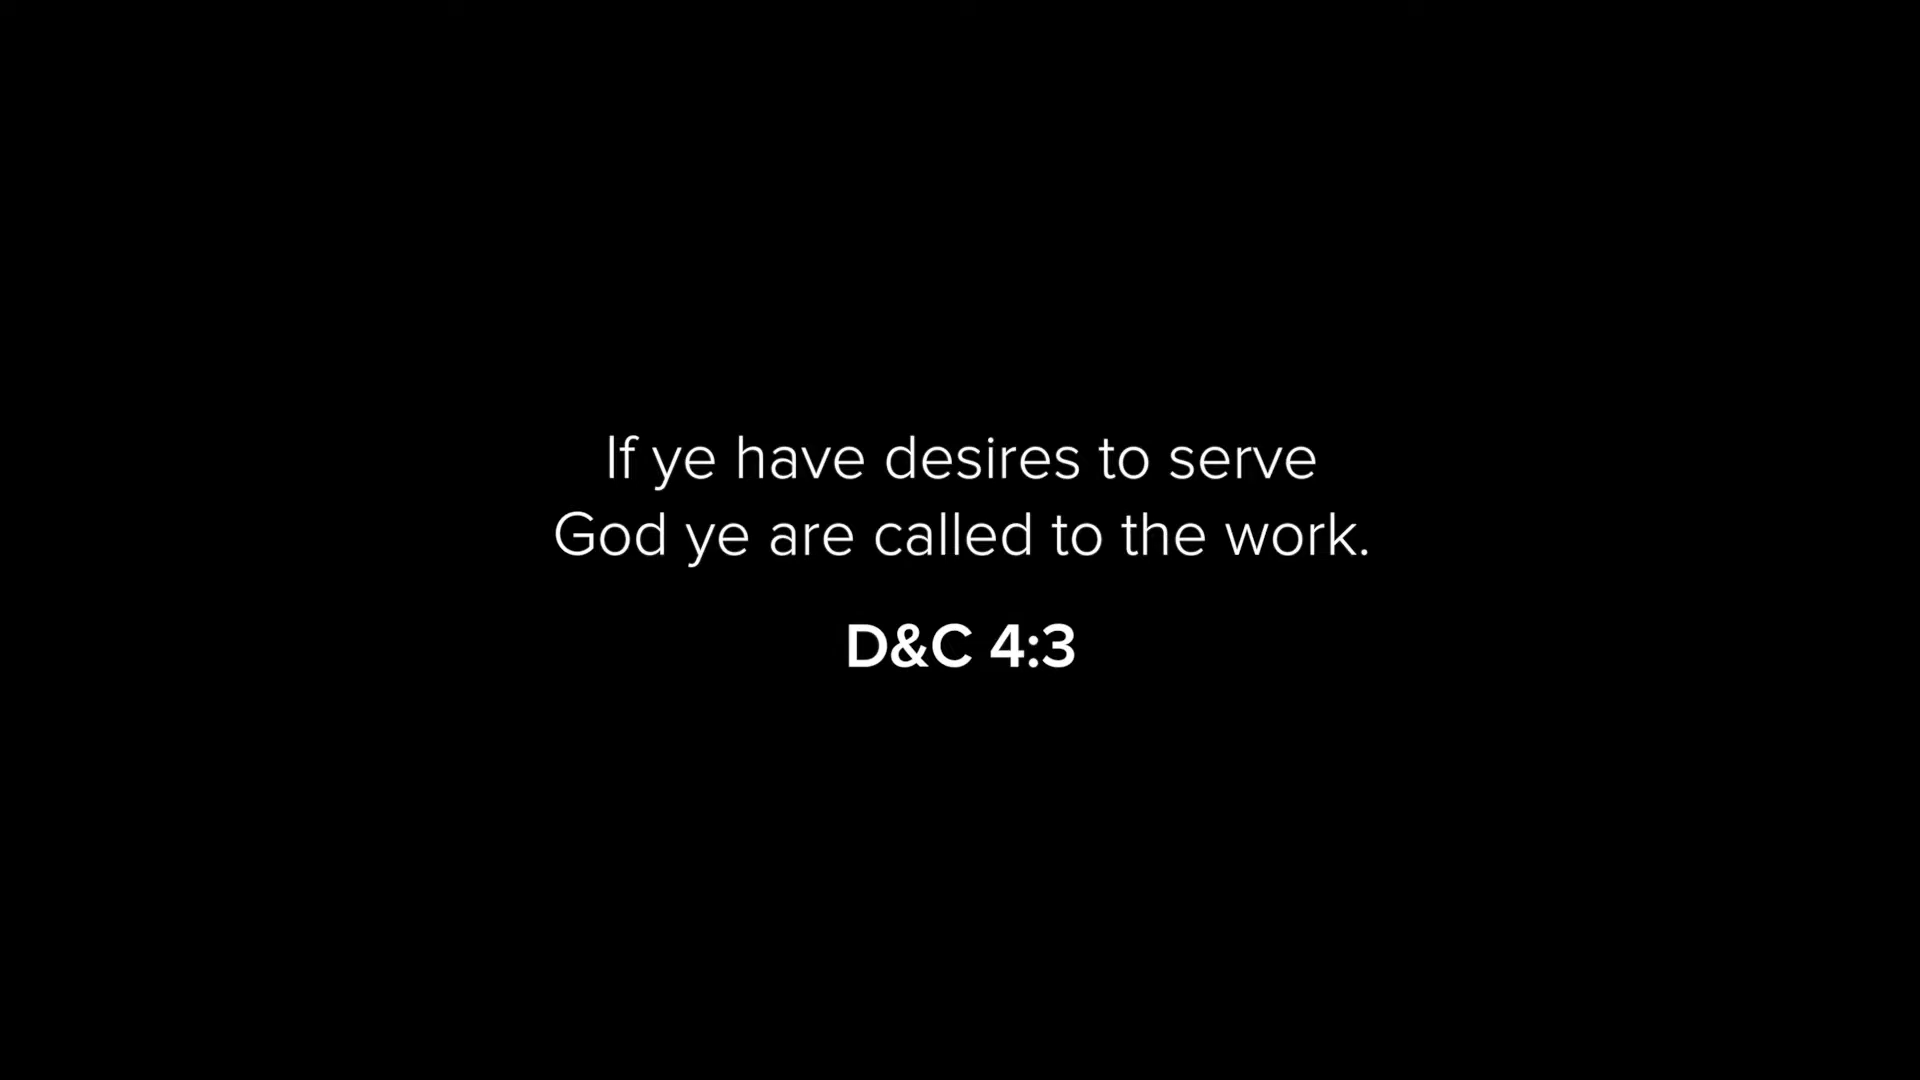 If ye have desires to serve
God ye are called to the work.
D&C 4:3